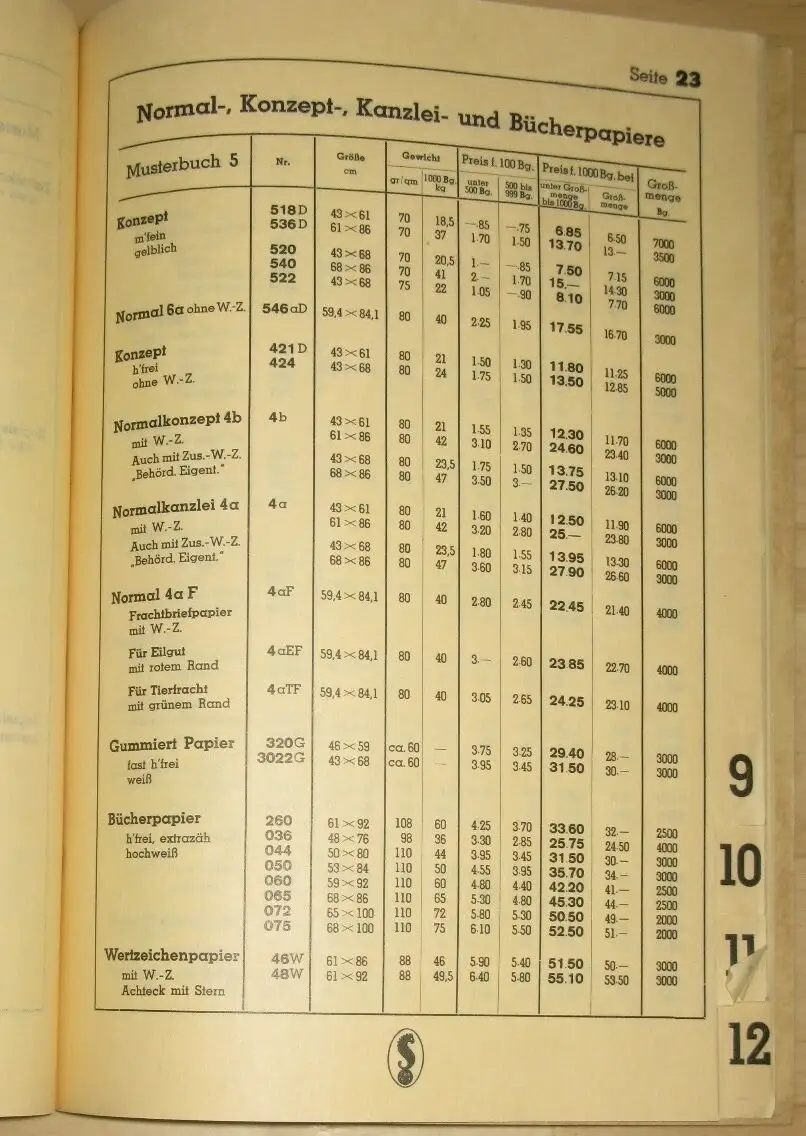 Seite 23
Normal-, Konzept-, Kanzlei- und Bücherpapiere
Musterbuch 5 Nr. Größe cm Gewicht gr/qm 1000 Bg. kg Preis f. 100 Bg. unter 500 Bg. 500 bis 999 Bg. Preis f. 1000 Bg. bei unter Großmenge bis 1000 Bg. Großmenge Großmenge Bg.
Konzept 518D 43×61 70 18,5 —.85 —.75 6.85 6.50 7000
m'fein 536D 61×86 70 37 1.70 1.50 13.70 13.— 3500
gelblich 520 43×68 70 20,5 1.— —.85 7.50 7.15 6000
540 68×86 70 41 2.— 1.70 15.— 14.30 3000
522 43×68 75 22 1.05 —.90 8.10 7.70 6000
Normal 6a ohne W.-Z. 546aD 59,4×84,1 80 40 2.25 1.95 17.55 16.70 3000
Konzept 421D 43×61 80 21 1.50 1.30 11.80 11.25 6000
h'frei 424 43×68 80 24 1.75 1.50 13.50 12.85 5000
ohne W.-Z.
Normalkonzept 4b 4b 43×61 80 21 1.55 1.35 12.30 11.70 6000
mit W.-Z. 61×86 80 42 3.10 2.70 24.60 23.40 3000
Auch mit Zus.-W.-Z. 43×68 80 23,5 1.75 1.50 13.75 13.10 6000
„Behörd. Eigent." 68×86 80 47 3.50 3.— 27.50 26.20 3000
Normalkanzlei 4a 4a 43×61 80 21 1.60 1.40 12.50 11.90 6000
mit W.-Z. 61×86 80 42 3.20 2.80 25.— 23.80 3000
Auch mit Zus.-W.-Z. 43×68 80 23,5 1.80 1.55 13.95 13.30 6000
„Behörd. Eigent." 68×86 80 47 3.60 3.15 27.90 26.60 3000
Normal 4a F 4aF 59,4×84,1 80 40 2.80 2.45 22.45 21.40 4000
Frachtbriefpapier
mit W.-Z.
Für Eilgut 4aEF 59,4×84,1 80 40 3.— 2.60 23.85 22.70 4000
mit rotem Rand
Für Tierfracht 4aTF 59,4×84,1 80 40 3.05 2.65 24.25 23.10 4000
mit grünem Rand
Gummiert Papier 320G 46×59 ca. 60 — 3.75 3.25 29.40 28.— 3000
fast h'frei 3022G 43×68 ca. 60 — 3.95 3.45 31.50 30.— 3000
weiß
Bücherpapier 260 61×92 108 60 4.25 3.70 33.60 32.— 2500
h'frei, extrazäh 036 48×76 98 36 3.30 2.85 25.75 24.50 4000
hochweiß 044 50×80 110 44 3.95 3.45 31.50 30.— 3000
050 53×84 110 50 4.55 3.95 35.70 34.— 3000
060 59×92 110 60 4.80 4.40 42.20 41.— 2500
065 68×86 110 65 5.30 4.80 45.30 44.— 2500
072 65×100 110 72 5.80 5.30 50.50 49.— 2000
075 68×100 110 75 6.10 5.50 52.50 51.— 2000
Wertzeichenpapier 46W 61×86 88 46 5.90 5.40 51.50 50.— 3000
mit W.-Z. 48W 61×92 88 49,5 6.40 5.80 55.10 53.50 3000
Achteck mit Stern
9
10
11
12